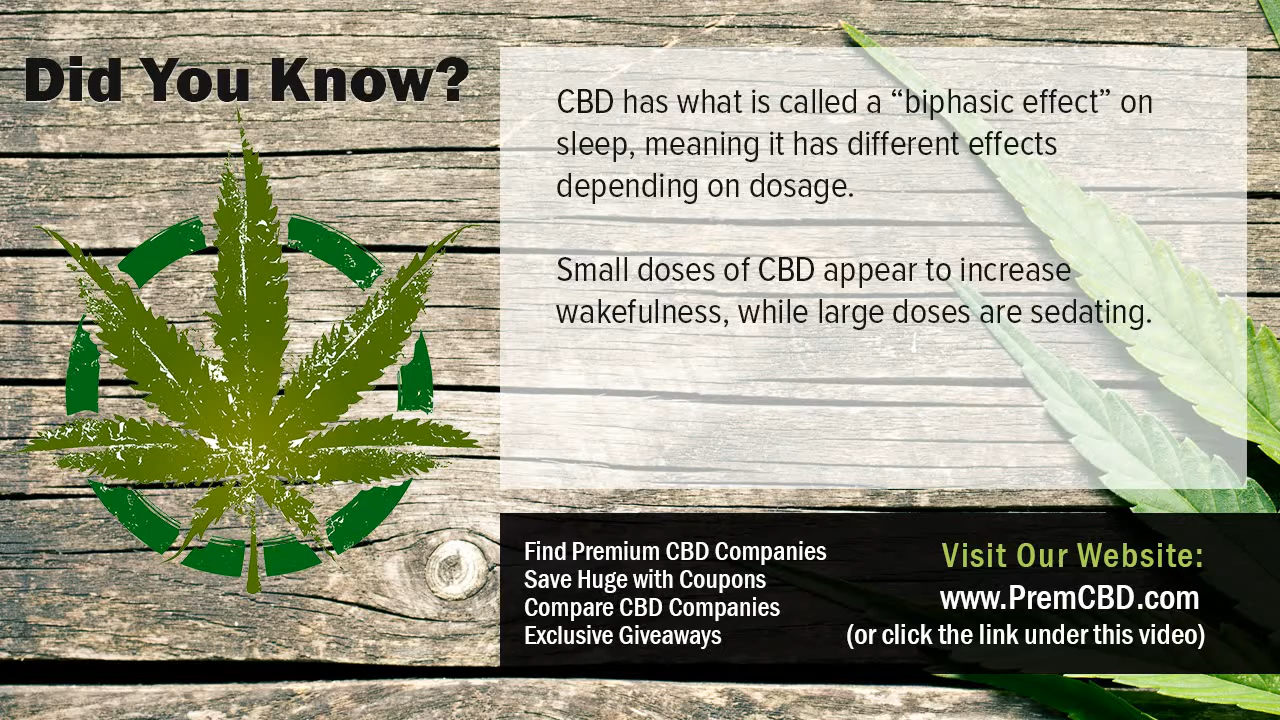 Did You Know?
CBD has what is called a “biphasic effect” on
sleep, meaning it has different effects
depending on dosage.
Small doses of CBD appear to increase
wakefulness, while large doses are sedating.
Find Premium CBD Companies
Save Huge with Coupons
Compare CBD Companies
Exclusive Giveaways
Visit Our Website:
www.PremCBD.com
(or click the link under this video)